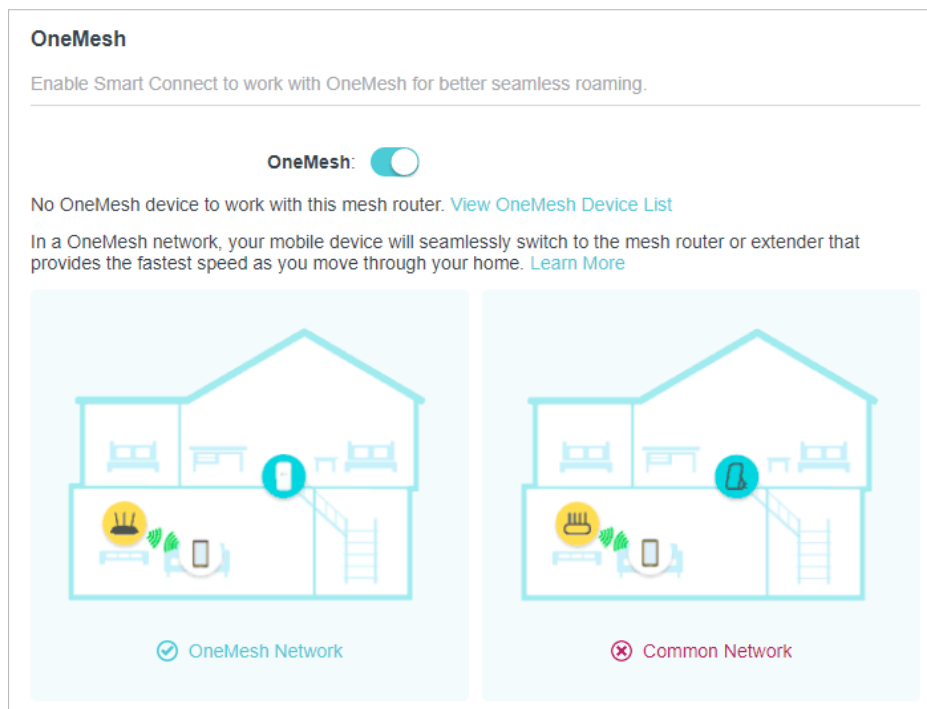 OneMesh
Enable Smart Connect to work with OneMesh for better seamless roaming.
OneMesh:
No OneMesh device to work with this mesh router. View OneMesh Device List
In a OneMesh network, your mobile device will seamlessly switch to the mesh router or extender that
provides the fastest speed as you move through your home. Learn More
OneMesh Network
Common Network